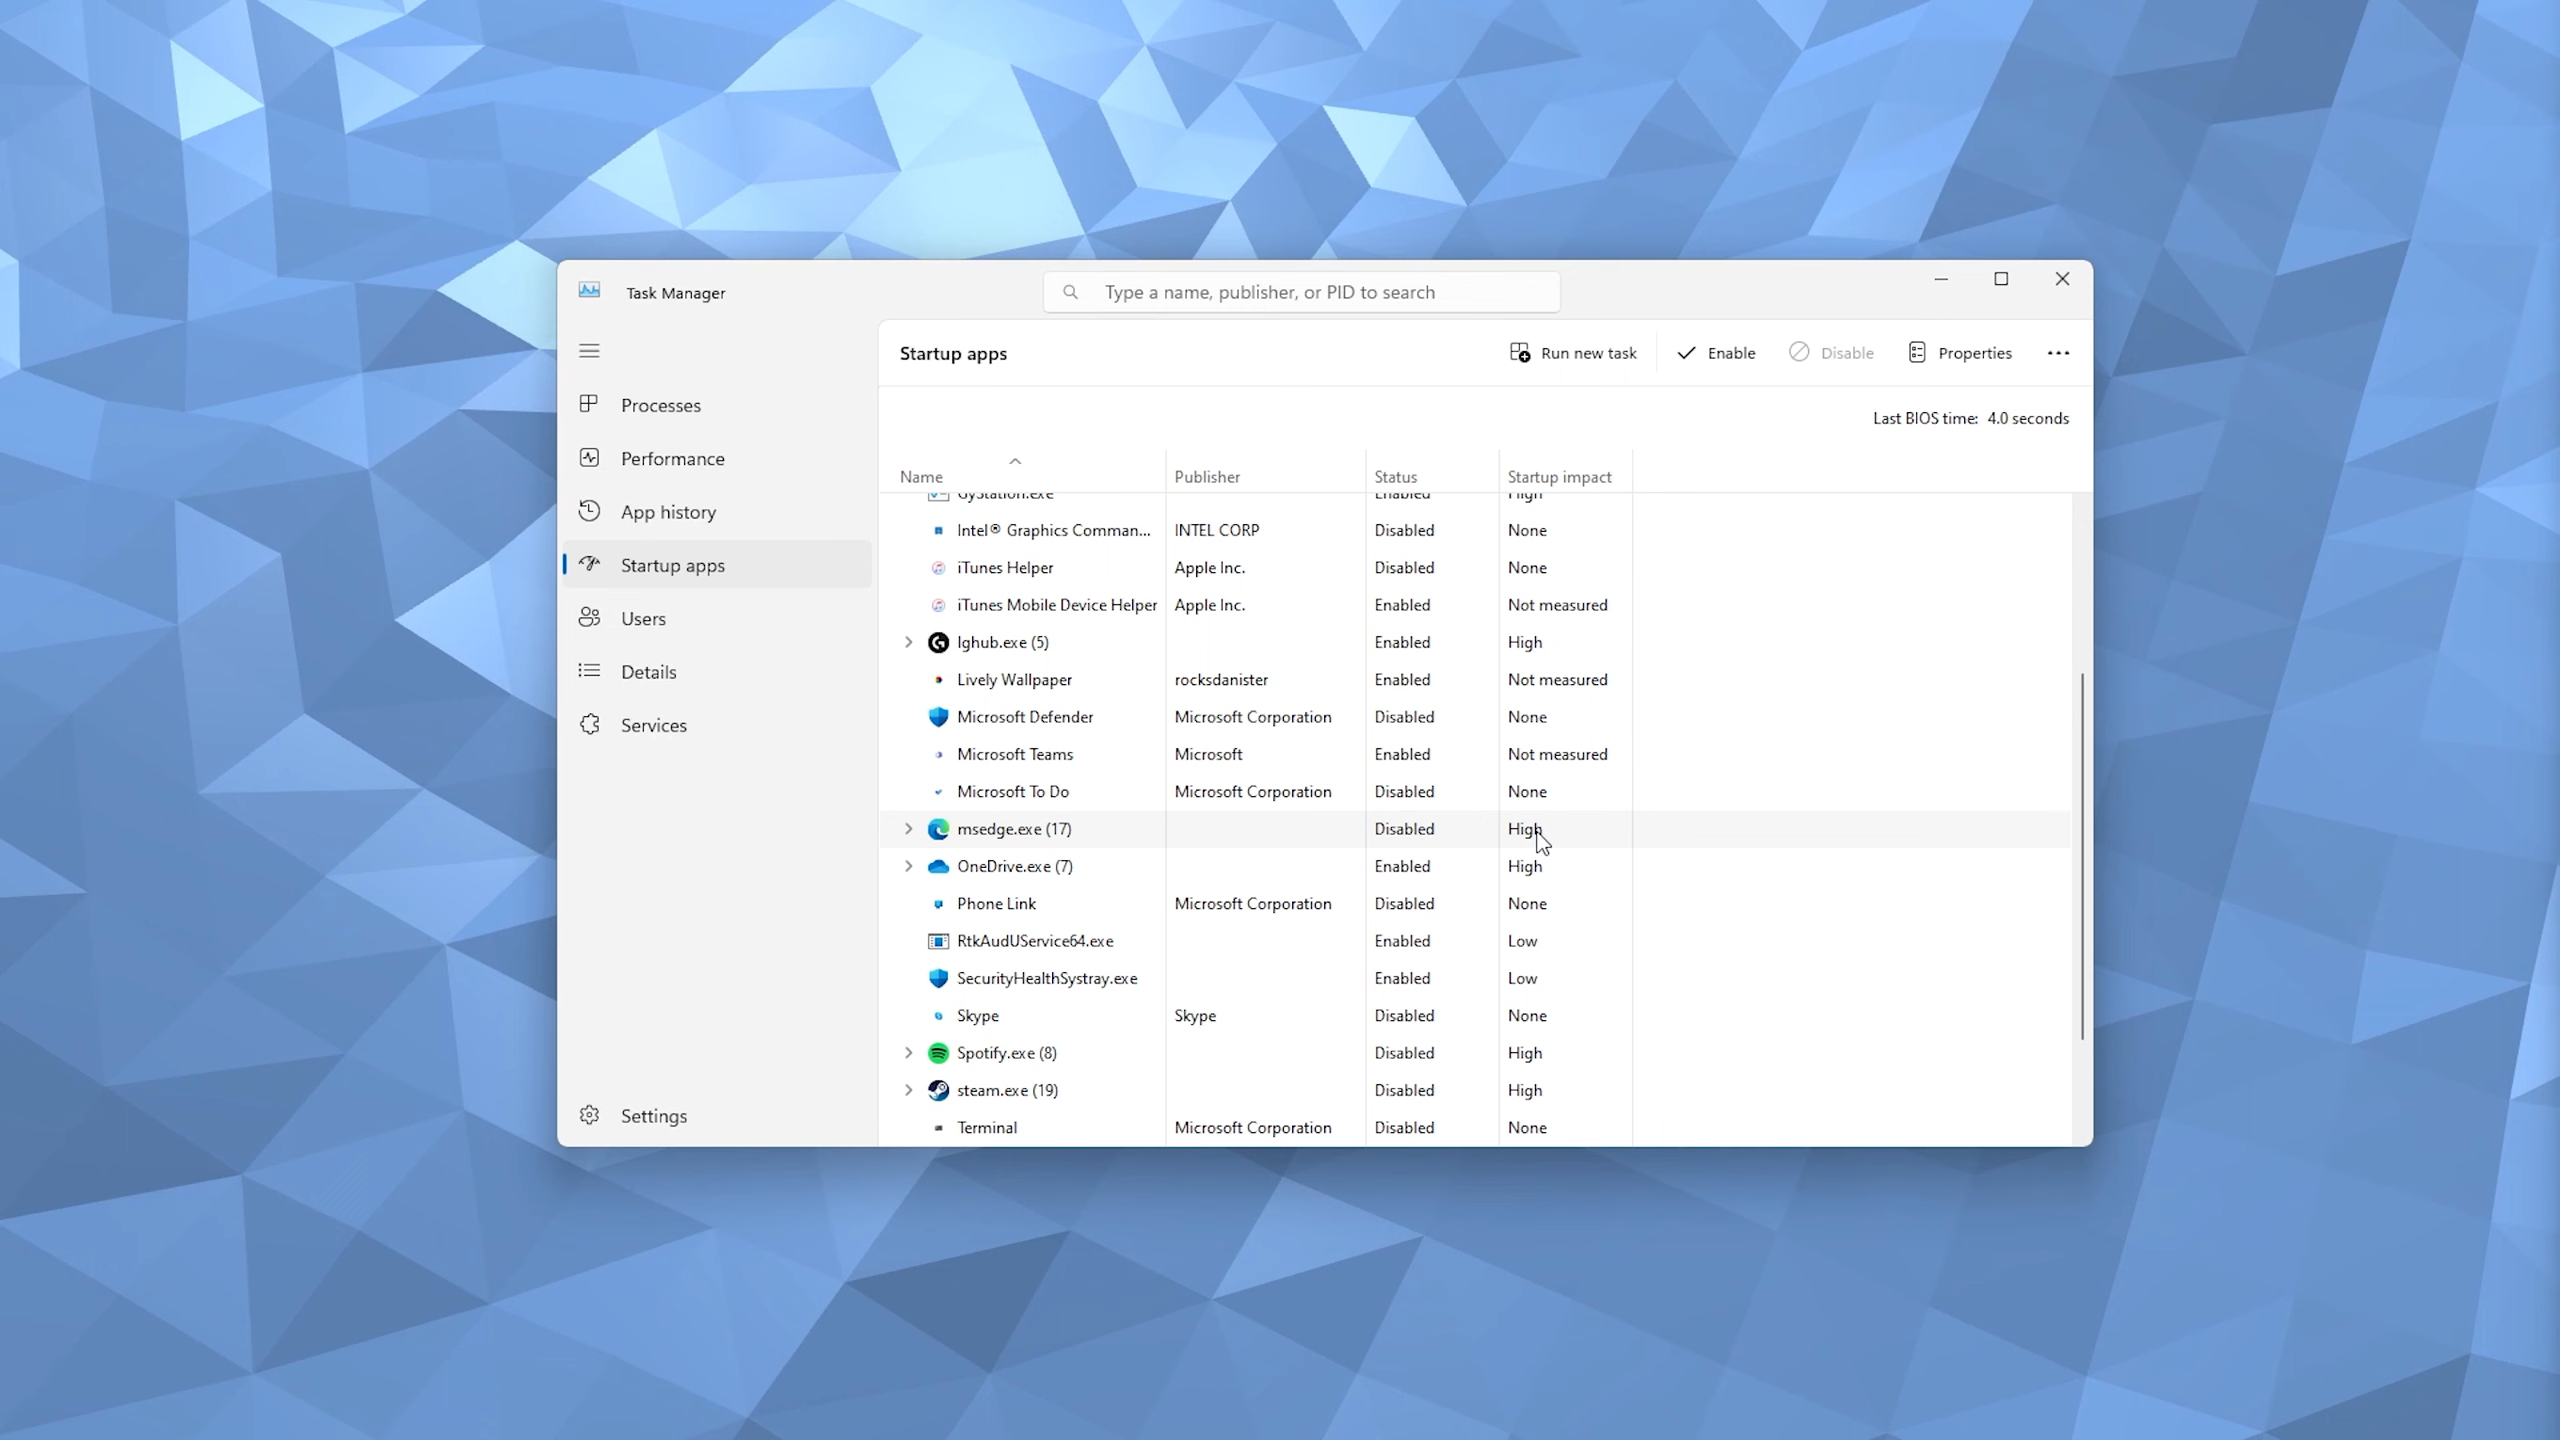 Task Manager
Type a name, publisher, or PID to search
Startup apps
Run new task
Enable
Disable
Properties
Processes
Performance
App history
Startup apps
Users
Details
Services
Settings
Last BIOS time: 4.0 seconds
Name Publisher Status Startup impact
GyStation.exe Enabled High
Intel® Graphics Comman... INTEL CORP Disabled None
iTunes Helper Apple Inc. Disabled None
iTunes Mobile Device Helper Apple Inc. Enabled Not measured
lghub.exe (5) Enabled High
Lively Wallpaper rocksdanister Enabled Not measured
Microsoft Defender Microsoft Corporation Disabled None
Microsoft Teams Microsoft Enabled Not measured
Microsoft To Do Microsoft Corporation Disabled None
msedge.exe (17) Disabled High
OneDrive.exe (7) Enabled High
Phone Link Microsoft Corporation Disabled None
RtkAudUService64.exe Enabled Low
SecurityHealthSystray.exe Enabled Low
Skype Skype Disabled None
Spotify.exe (8) Disabled High
steam.exe (19) Disabled High
Terminal Microsoft Corporation Disabled None